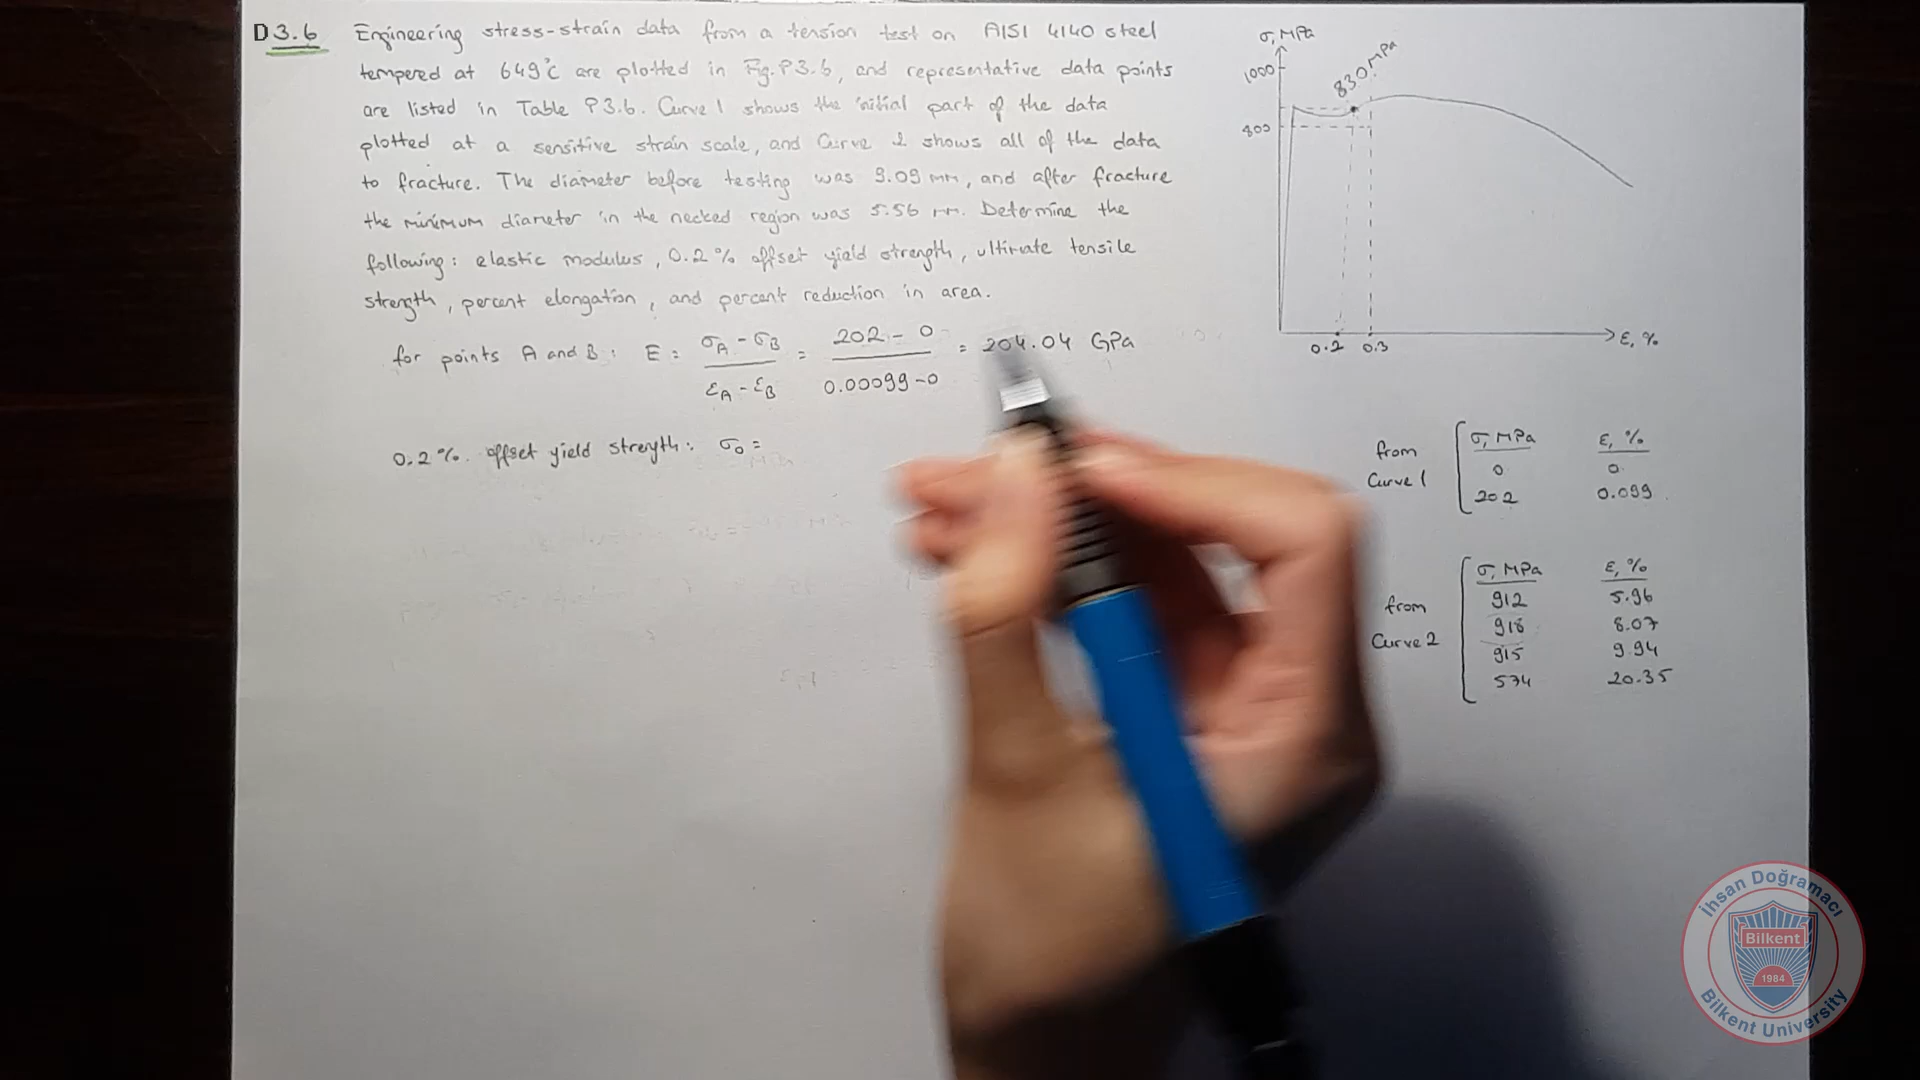 D 3.6 Engineering stress-strain data from a tension test on AISI 4140 steel
tempered at 649°C are plotted in Fig. P3.6, and representative data points
are listed in Table P3.6. Curve 1 shows the initial part of the data
plotted at a sensitive strain scale, and Curve 2 shows all of the data
to fracture. The diameter before testing was 9.09 mm, and after fracture
the minimum diameter in the necked region was 5.56 mm. Determine the
following: elastic modulus, 0.2% offset yield strength, ultimate tensile
strength, percent elongation, and percent reduction in area.
for points A and B: E = σA - σB / εA - εB = 202 - 0 / 0.00099 - 0 = 204.04 GPa
0.2% offset yield strength: σo =
σ, MPa
1000
830 MPa
800
0.2 0.3 ε, %
from Curve 1
σ, MPa ε, %
0 0
202 0.099
from Curve 2
σ, MPa ε, %
912 5.96
918 8.07
915 9.94
574 20.35
İhsan Doğramacı
Bilkent
1984
Bilkent University